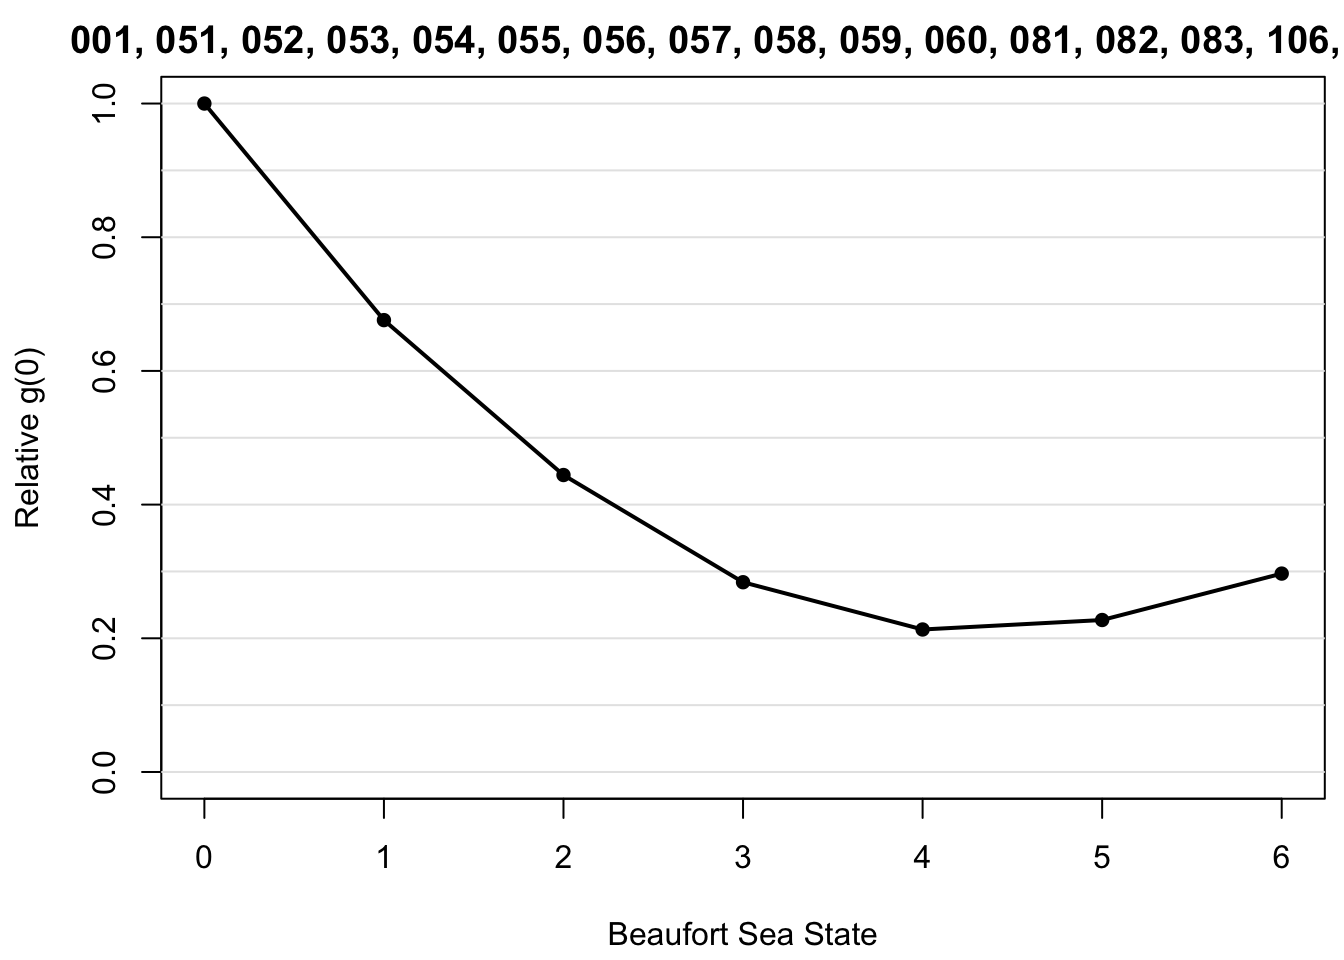 001, 051, 052, 053, 054, 055, 056, 057, 058, 059, 060, 081, 082, 083, 106,
1.0
0.8
0.6
0.4
0.2
0.0
Relative g(0)
0 1 2 3 4 5 6
Beaufort Sea State